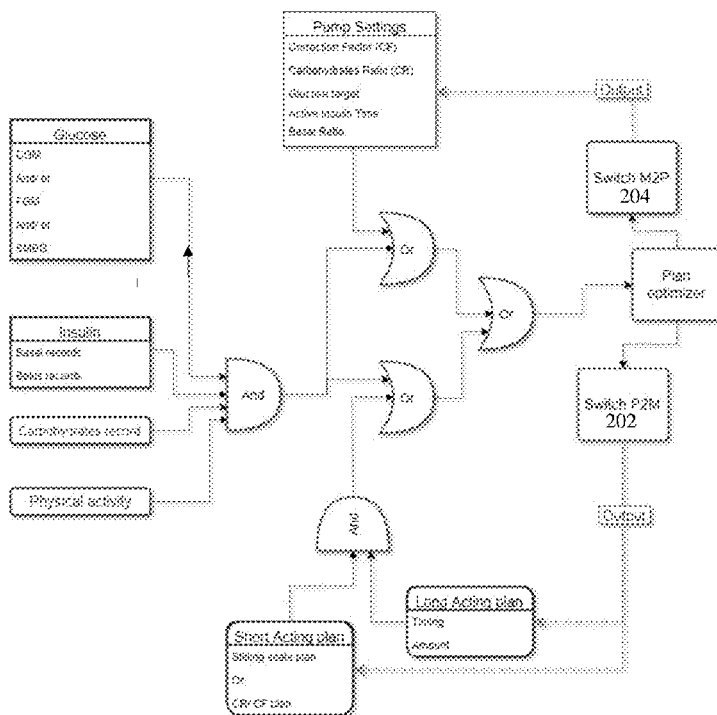 Pump Settings
Correction Factor (CF)
Carbohydrates Ratio (CR)
Glucose target
Active Insulin Time
Basal Ratio
Output
Glucose
CGM
And/ or
FGM
And/ or
SMBG
Switch M2P
204
Or
Plan
optimizer
Or
Insulin
Basal records
Bolus records
And
Or
Switch P2M
202
Carbohydrates record
Physical activity
Output
And
Long Acting plan
Timing
Amount
Short Acting plan
Sliding scale plan
Or
CR/ CF plan